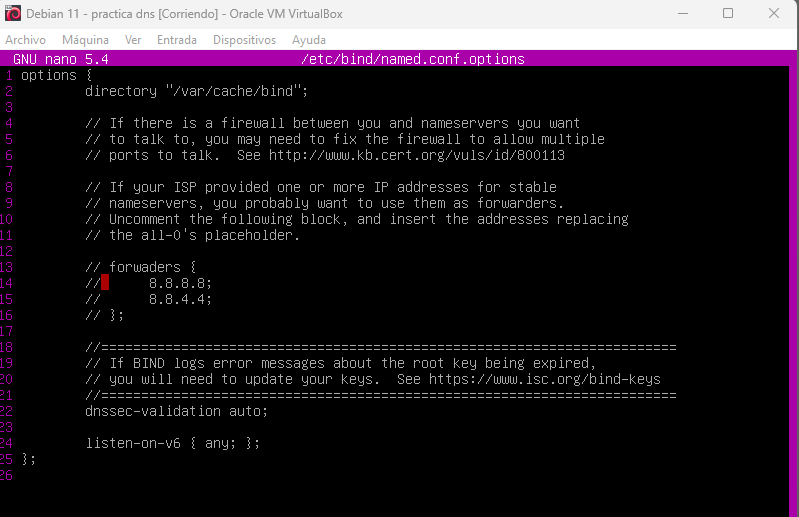 Debian 11 - practica dns [Corriendo] - Oracle VM VirtualBox
Archivo Máquina Ver Entrada Dispositivos Ayuda
GNU nano 5.4 /etc/bind/named.conf.options
1 options {
2 directory "/var/cache/bind";
3
4 // If there is a firewall between you and nameservers you want
5 // to talk to, you may need to fix the firewall to allow multiple
6 // ports to talk.  See http://www.kb.cert.org/vuls/id/800113
7
8 // If your ISP provided one or more IP addresses for stable
9 // nameservers, you probably want to use them as forwarders.
10 // Uncomment the following block, and insert the addresses replacing
11 // the all-0's placeholder.
12
13 // forwaders {
14 // 8.8.8.8;
15 // 8.8.4.4;
16 // };
17
18 //========================================================================
19 // If BIND logs error messages about the root key being expired,
20 // you will need to update your keys.  See https://www.isc.org/bind-keys
21 //========================================================================
22 dnssec-validation auto;
23
24 listen-on-v6 { any; };
25 };
26